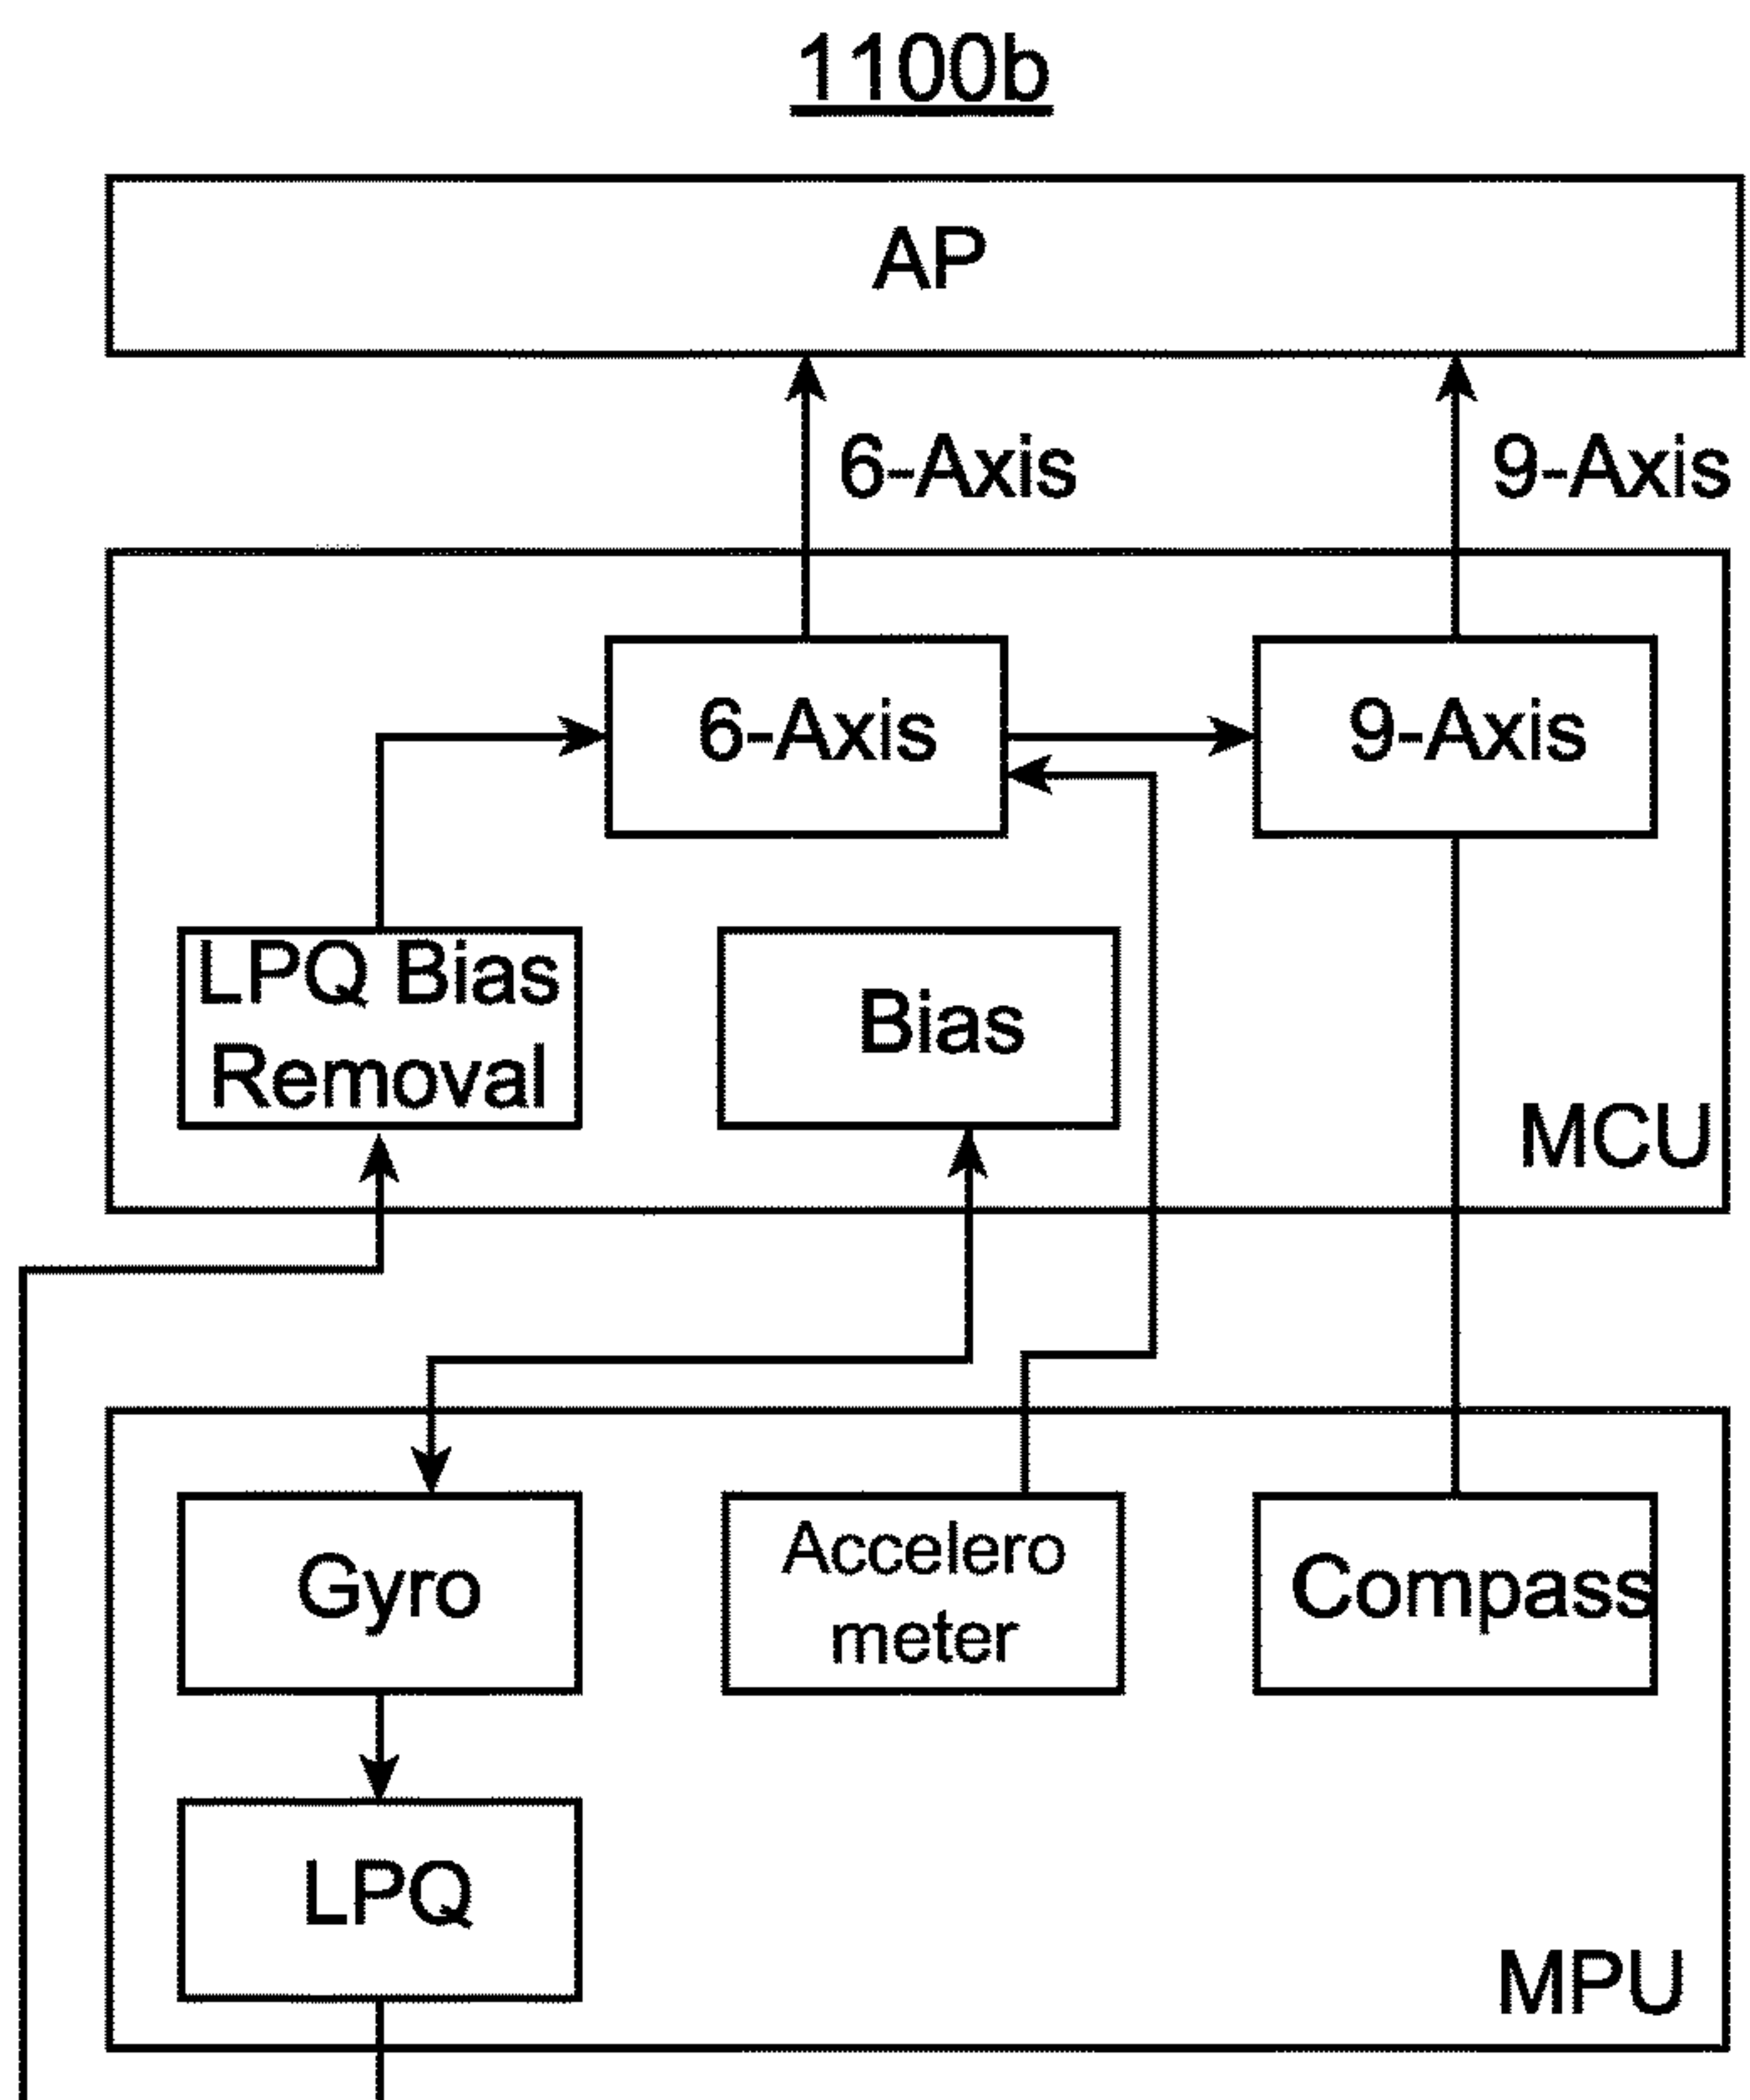 1100b
AP
6-Axis
9-Axis
6-Axis
9-Axis
LPQ Bias
Removal
Bias
MCU
Gyro
Accelero
meter
Compass
LPQ
MPU